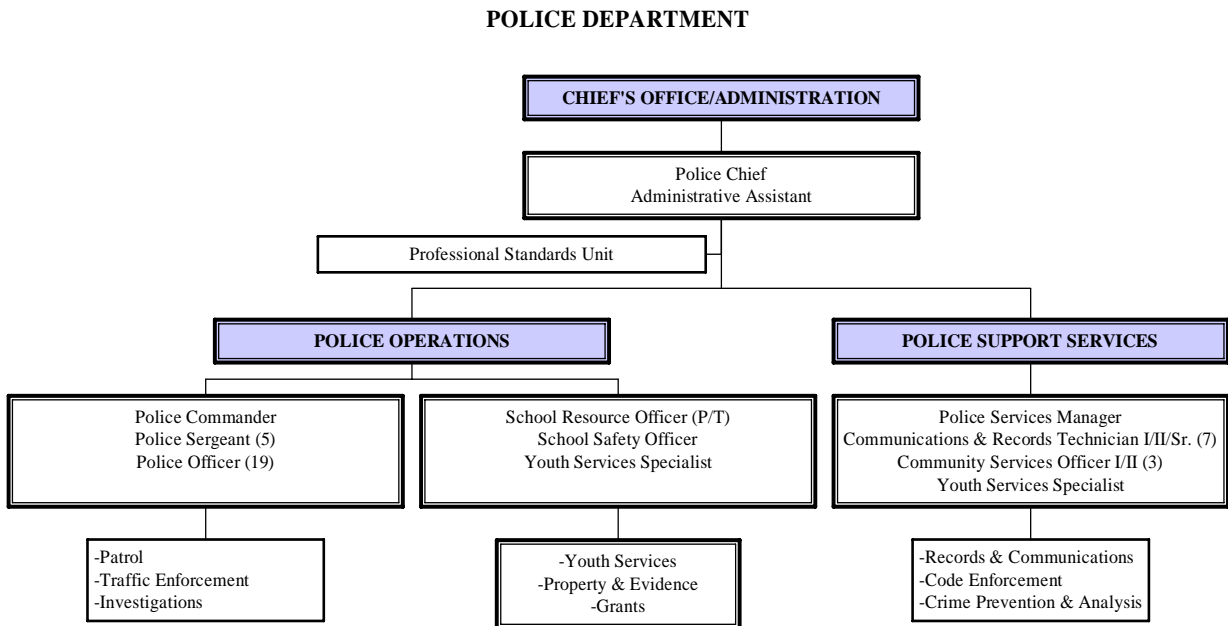 POLICE DEPARTMENT
CHIEF'S OFFICE/ADMINISTRATION
Police Chief
Administrative Assistant
Professional Standards Unit
POLICE OPERATIONS
POLICE SUPPORT SERVICES
Police Commander
Police Sergeant (5)
Police Officer (19)
School Resource Officer (P/T)
School Safety Officer
Youth Services Specialist
Police Services Manager
Communications & Records Technician I/II/Sr. (7)
Community Services Officer I/II (3)
Youth Services Specialist
-Patrol
-Traffic Enforcement
-Investigations
-Youth Services
-Property & Evidence
-Grants
-Records & Communications
-Code Enforcement
-Crime Prevention & Analysis